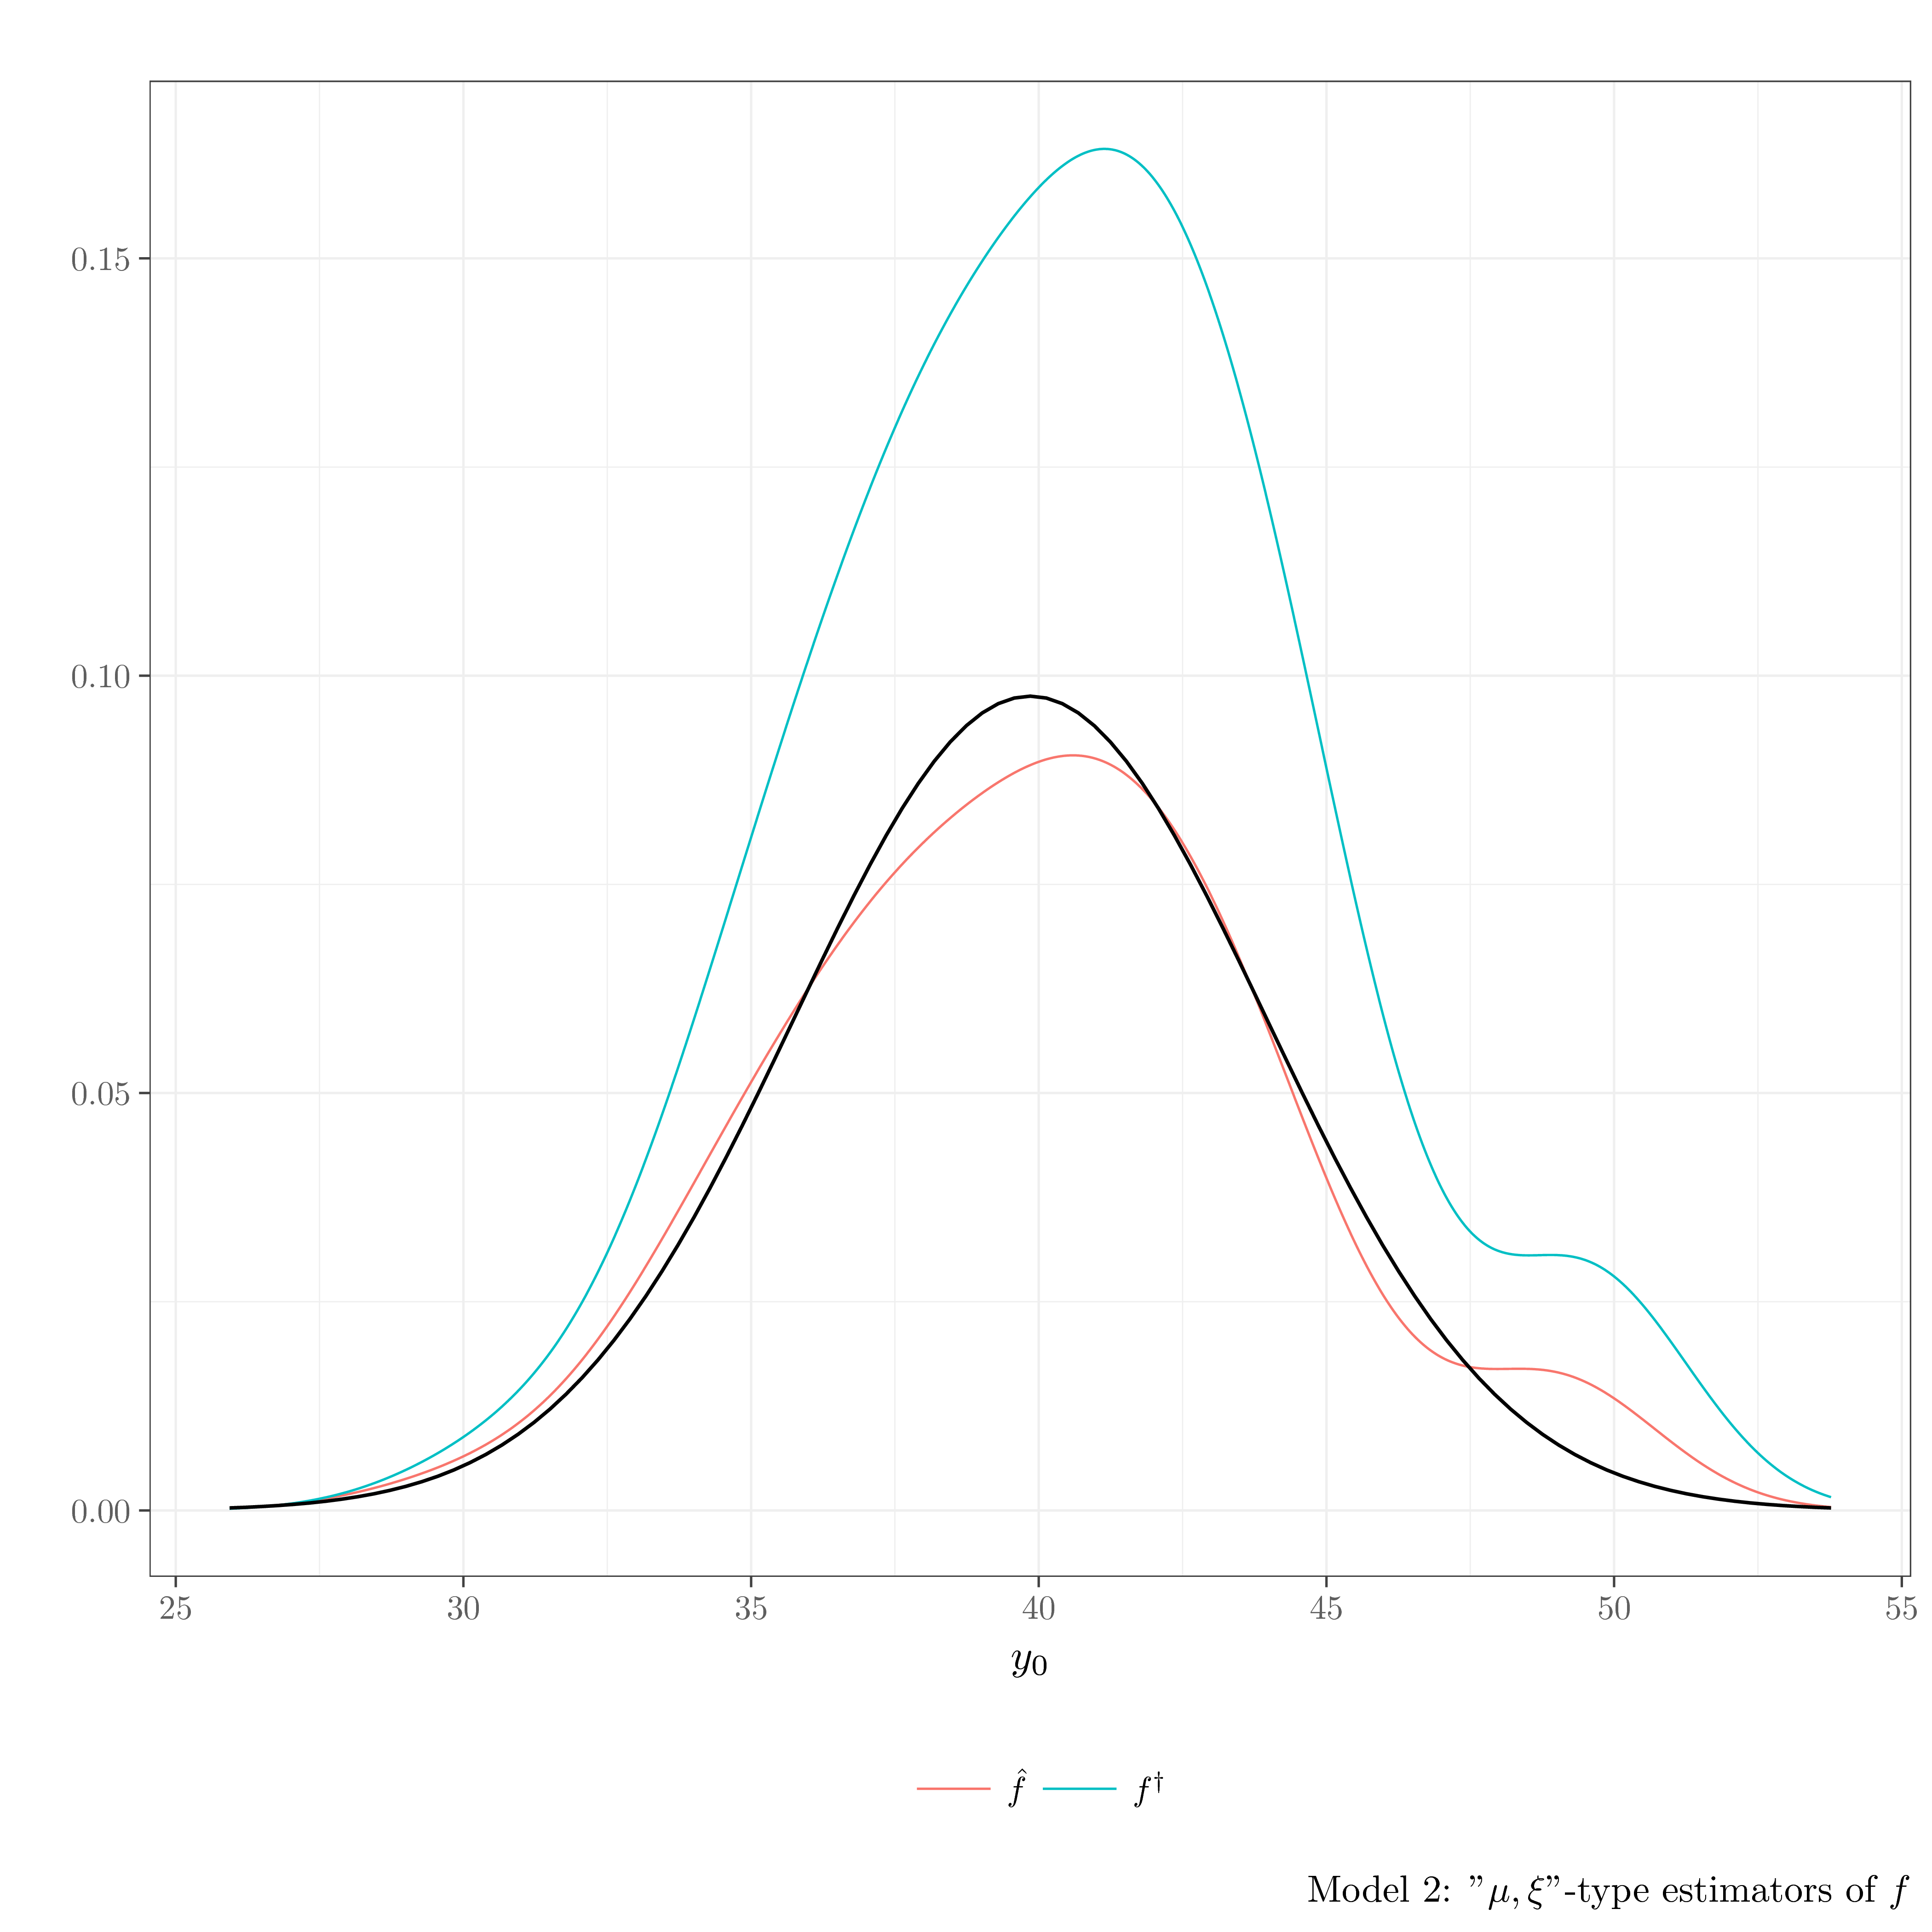 0.15
0.10
0.05
0.00
25 30 35 40 45 50 55
y₀
f̂ f†
Model 2: ”μ, ξ”-type estimators of f